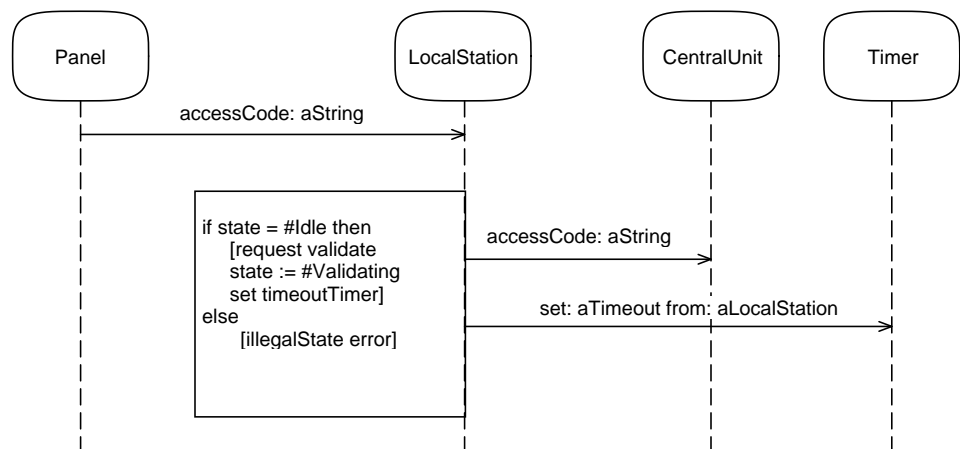 Panel
LocalStation
CentralUnit
Timer
accessCode: aString
if state = #Idle then
[request validate
state := #Validating
set timeoutTimer]
else
[illegalState error]
accessCode: aString
set: aTimeout from: aLocalStation